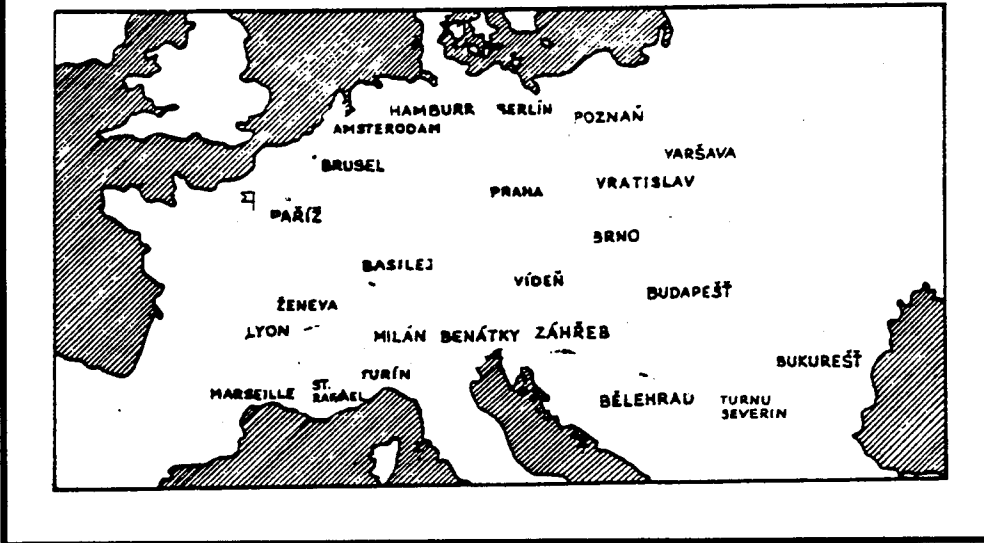 HAMBURR BERLÍN POZNAŇ
AMSTERODAM
VARŠAVA
BRUSEL
PRAHA VRATISLAV
PAŘÍŽ
BRNO
BASILEJ
VÍDEŇ
BUDAPEŠŤ
ŽENEVA
LYON MILÁN BENÁTKY ZÁHŘEB
BUKUREŠŤ
TURÍN
MARSEILLE ST.
RAFAEL
BĚLEHRAD TURNU
SEVERIN